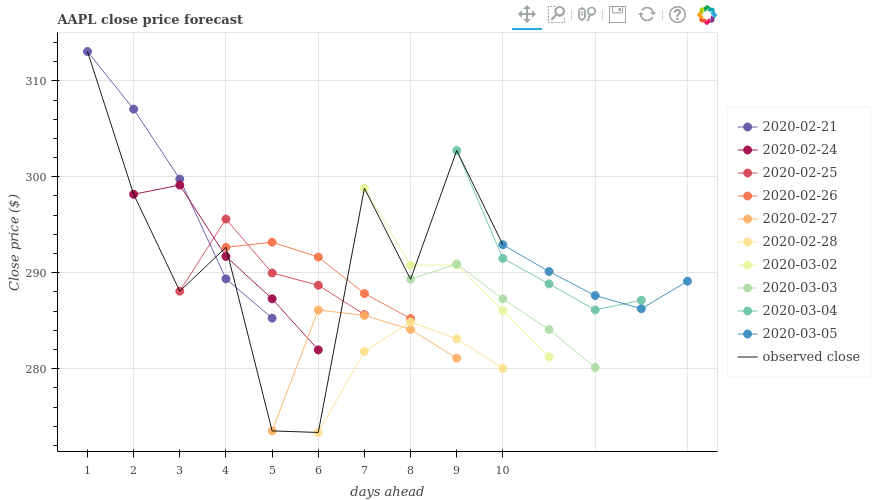 AAPL close price forecast
310
300
290
280
Close price ($)
1 2 3 4 5 6 7 8 9 10
days ahead
2020-02-21
2020-02-24
2020-02-25
2020-02-26
2020-02-27
2020-02-28
2020-03-02
2020-03-03
2020-03-04
2020-03-05
observed close